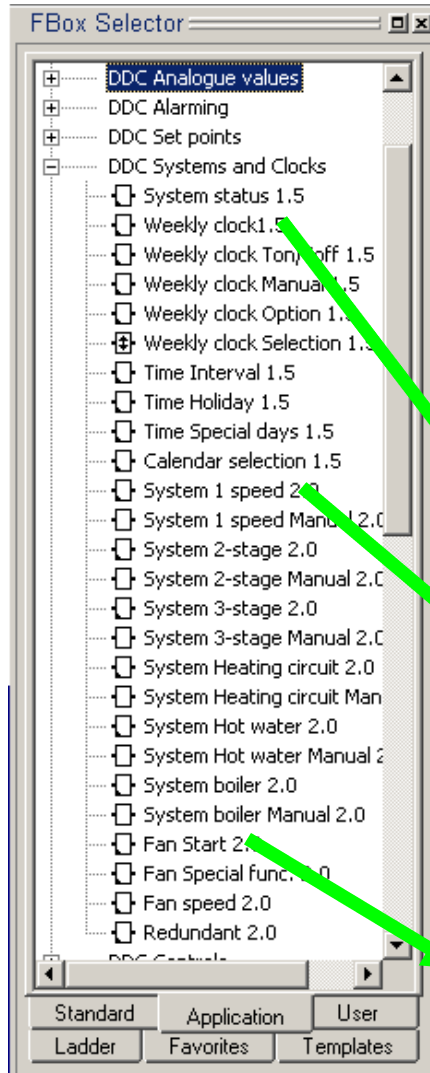 FBox Selector
DDC Analogue values
DDC Alarming
DDC Set points
DDC Systems and Clocks
System status 1.5
Weekly clock1.5
Weekly clock Ton/Toff 1.5
Weekly clock Manual 1.5
Weekly clock Option 1.5
Weekly clock Selection 1.5
Time Interval 1.5
Time Holiday 1.5
Time Special days 1.5
Calendar selection 1.5
System 1 speed 2.0
System 1 speed Manual 2.0
System 2-stage 2.0
System 2-stage Manual 2.0
System 3-stage 2.0
System 3-stage Manual 2.0
System Heating circuit 2.0
System Heating circuit Man
System Hot water 2.0
System Hot water Manual 2
System boiler 2.0
System boiler Manual 2.0
Fan Start 2.0
Fan Special func. 2.0
Fan speed 2.0
Redundant 2.0
DDC Controls
Standard Application User
Ladder Favorites Templates